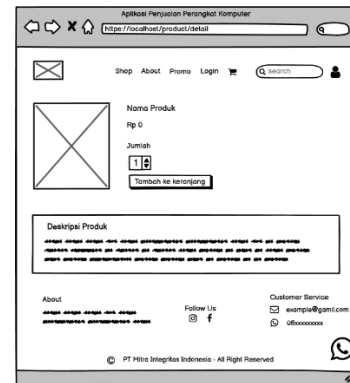 Aplikasi Penjualan Perangkat Komputer
https://localhost/product/detail
Shop About Promo Login search
Nama Produk
Rp 0
Jumlah
1
Tambah ke keranjang
Deskripsi Produk
About
Follow Us
Customer Service
example@gamil.com
08xxxxxxxxx
© PT Mitra Integritas Indonesia - All Right Reserved